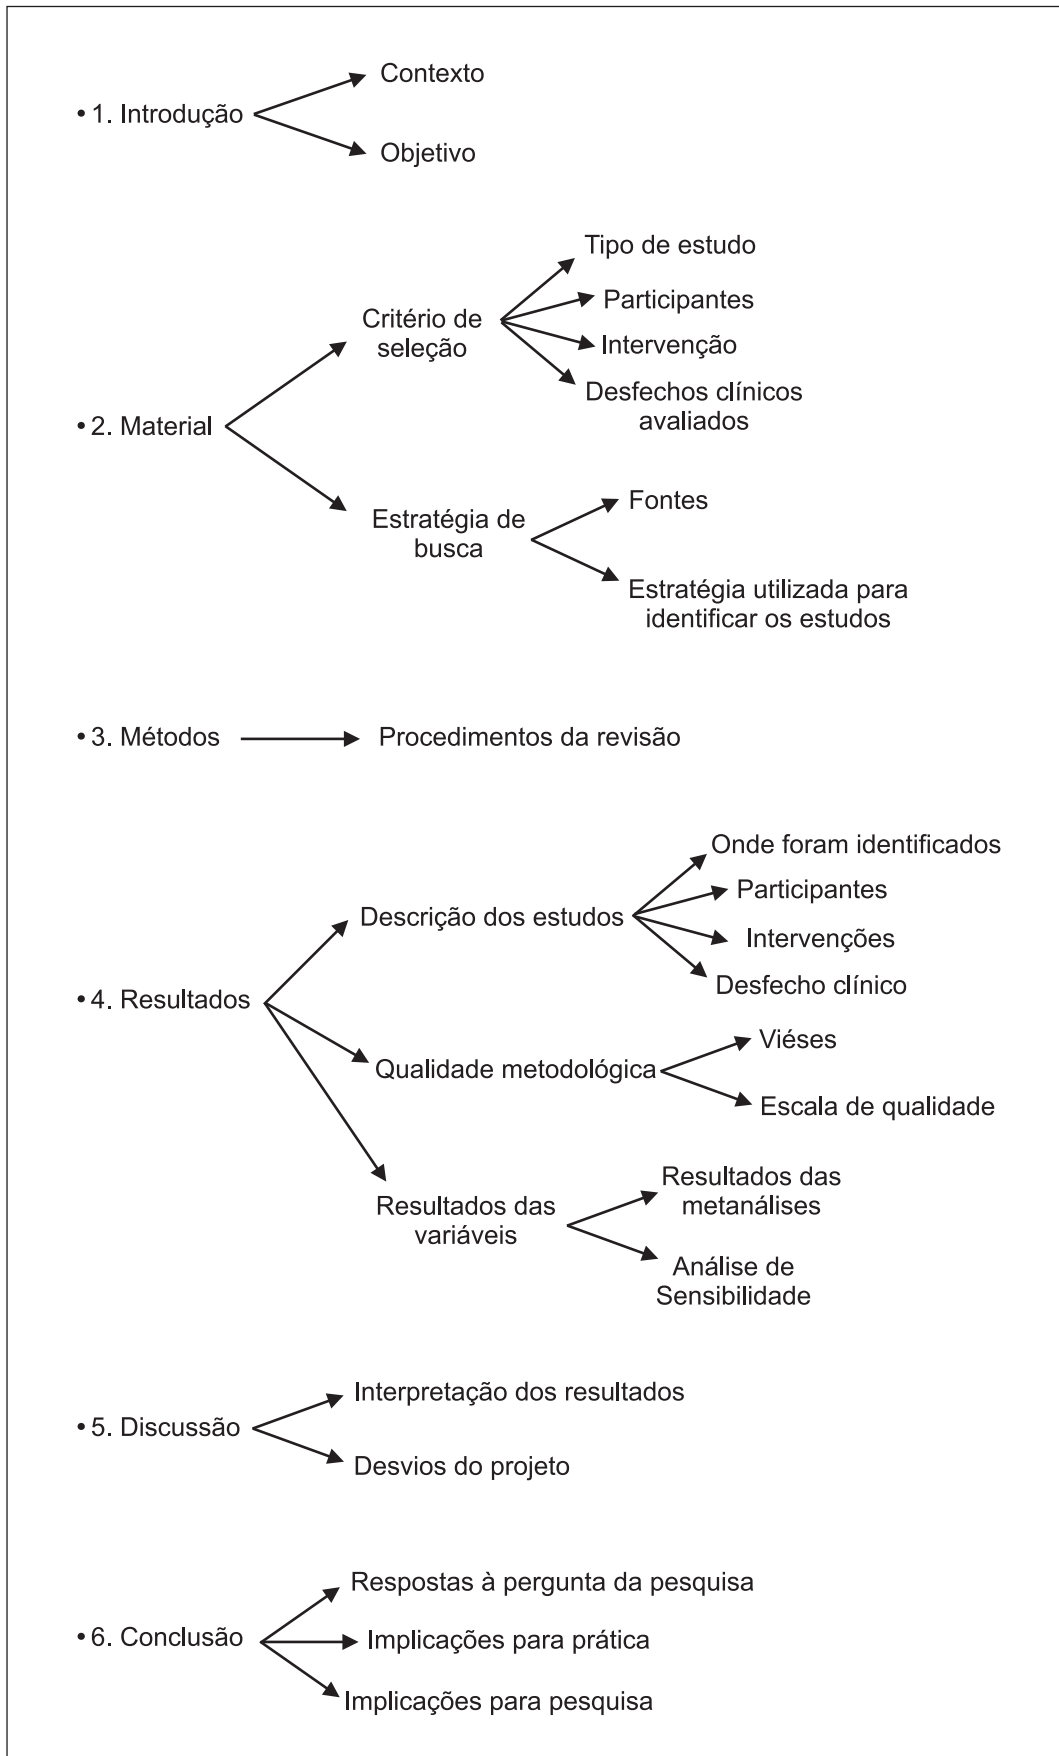 Contexto
• 1. Introdução
Objetivo
Tipo de estudo
Participantes
Critério de
seleção
Intervenção
Desfechos clínicos
avaliados
• 2. Material
Fontes
Estratégia de
busca
Estratégia utilizada para
identificar os estudos
• 3. Métodos
Procedimentos da revisão
Onde foram identificados
Participantes
Descrição dos estudos
Intervenções
Desfecho clínico
• 4. Resultados
Viéses
Qualidade metodológica
Escala de qualidade
Resultados das
metanálises
Resultados das
variáveis
Análise de
Sensibilidade
Interpretação dos resultados
• 5. Discussão
Desvios do projeto
Respostas à pergunta da pesquisa
• 6. Conclusão
Implicações para prática
Implicações para pesquisa